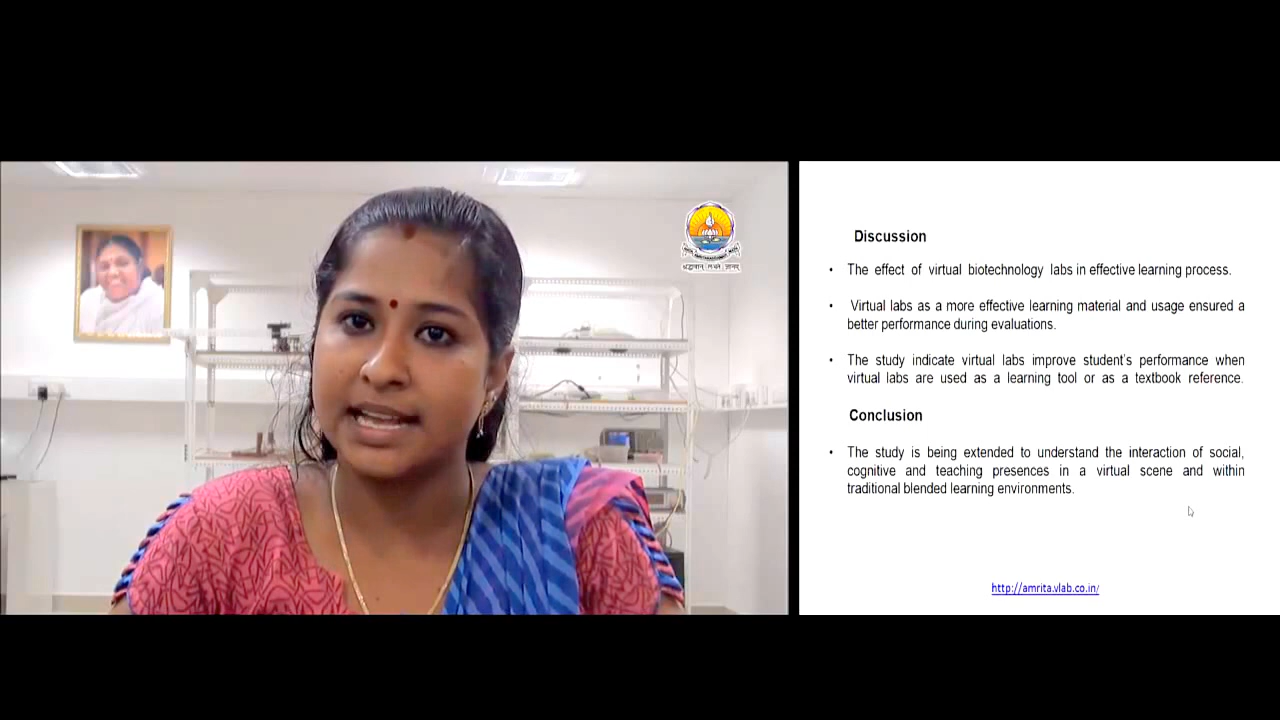 श्रद्धावान् लभते ज्ञानम्
Discussion
• The effect of virtual biotechnology labs in effective learning process.
• Virtual labs as a more effective learning material and usage ensured a
better performance during evaluations.
• The study indicate virtual labs improve student's performance when
virtual labs are used as a learning tool or as a textbook reference.
Conclusion
• The study is being extended to understand the interaction of social,
cognitive and teaching presences in a virtual scene and within
traditional blended learning environments.
http://amrita.vlab.co.in/